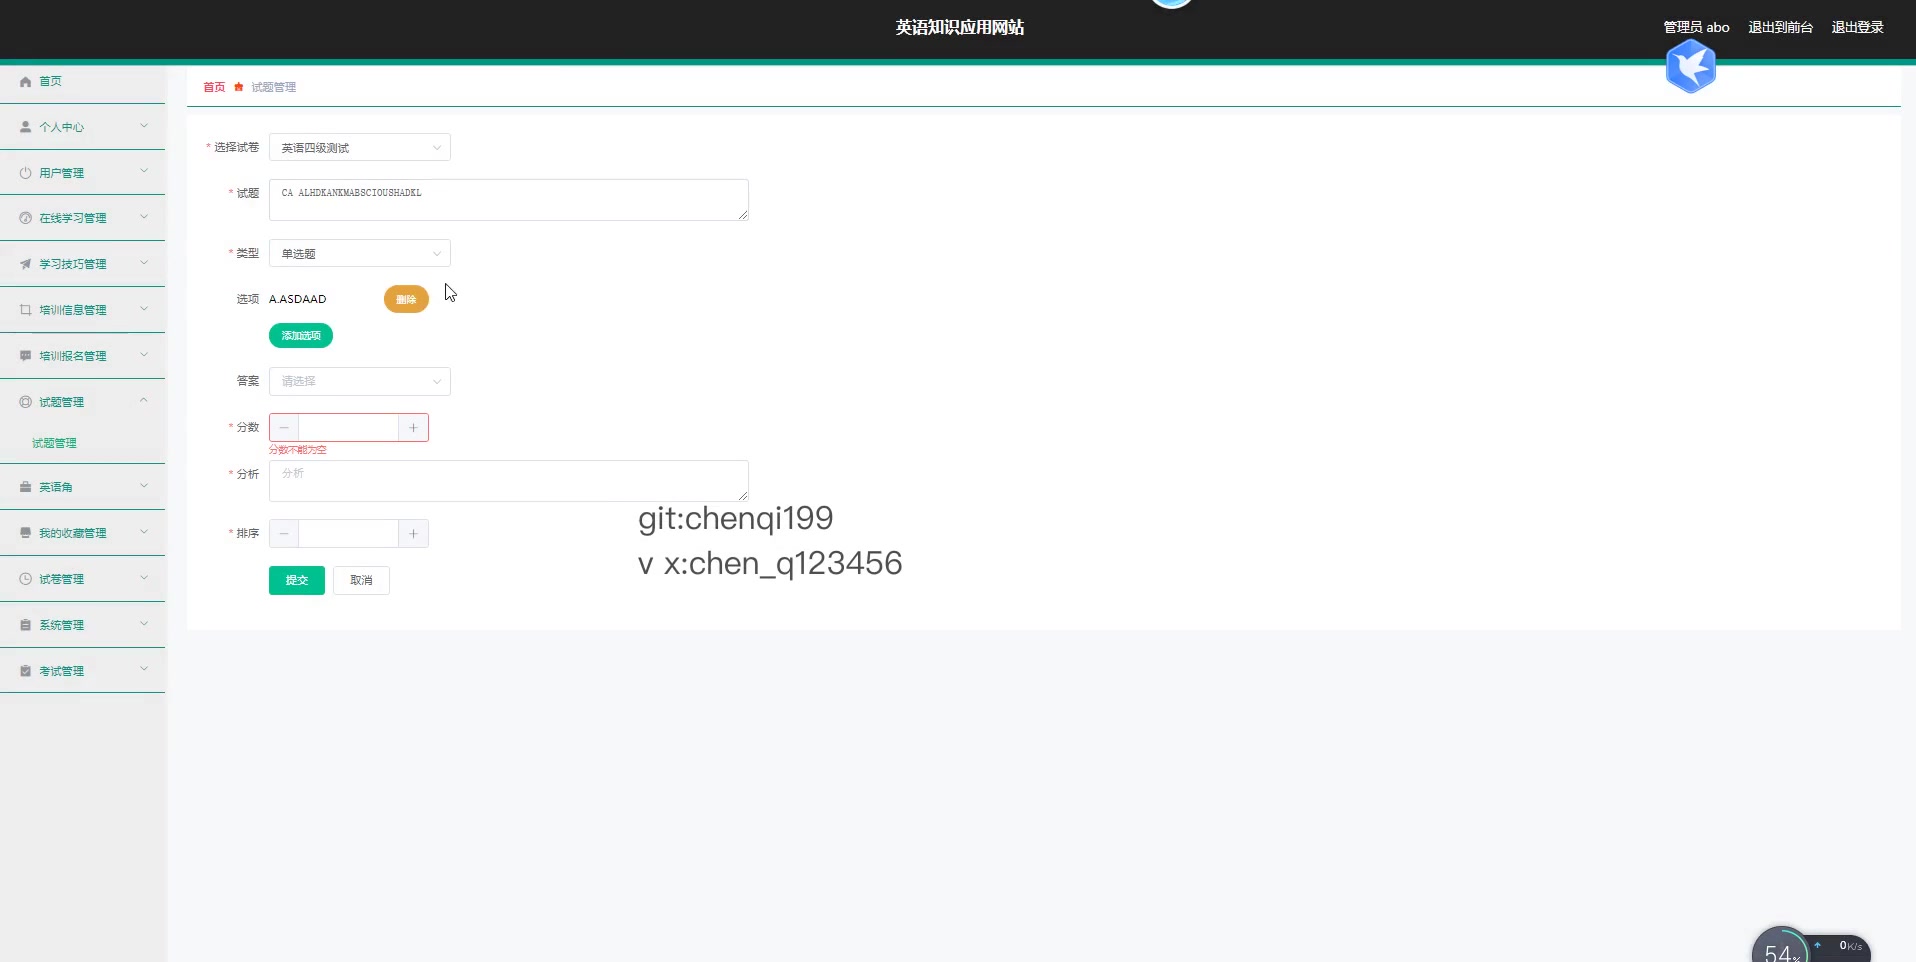 英语知识应用网站
管理员 abo 退出到前台 退出登录
首页
个人中心
用户管理
在线学习管理
学习技巧管理
培训信息管理
培训报名管理
试题管理
试题管理
英语角
我的收藏管理
试卷管理
系统管理
考试管理
首页 试题管理
* 选择试卷 英语四级测试
* 试题 CA ALHDKANKMABSCIOUSHADKL
* 类型 单选题
选项 A.ASDAAD 删除
添加选项
答案 请选择
* 分数
分数不能为空
* 分析 分析
* 排序
提交 取消
git:chenqi199
v x:chen_q123456
54% 0K/s